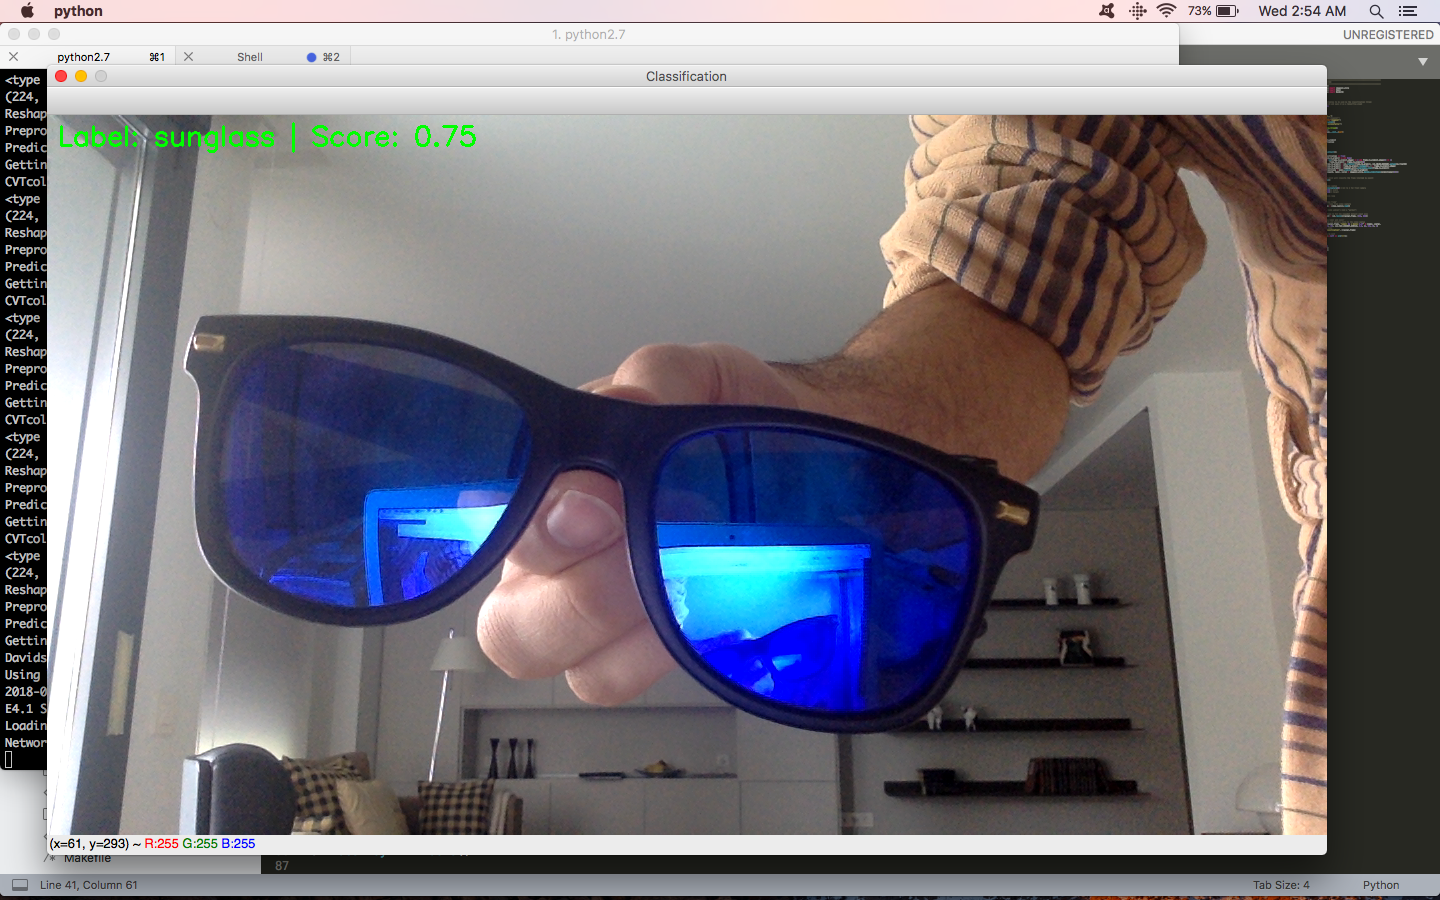 python
73%
Wed 2:54 AM
1. python2.7
UNREGISTERED
python2.7 ⌘1
Shell ⌘2
Classification
Label: sunglass | Score: 0.75
<type
(224,
Reshap
Prepro
Predic
Gettin
CVTcol
<type
(224,
Reshap
Prepro
Predic
Gettin
CVTcol
<type
(224,
Reshap
Prepro
Predic
Gettin
CVTcol
<type
(224,
Reshap
Prepro
Predic
Gettin
CVTcol
<type
(224,
Reshap
Prepro
Predic
Gettin
Davids
Using
2018-0
E4.1 S
Loadin
Networ
(x=61, y=293) ~ R:255 G:255 B:255
/* Makefile
87
Line 41, Column 61
Tab Size: 4
Python